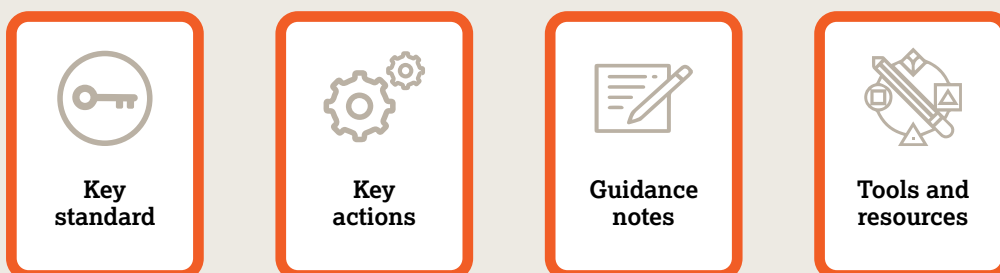 Key
standard
Key
actions
Guidance
notes
Tools and
resources